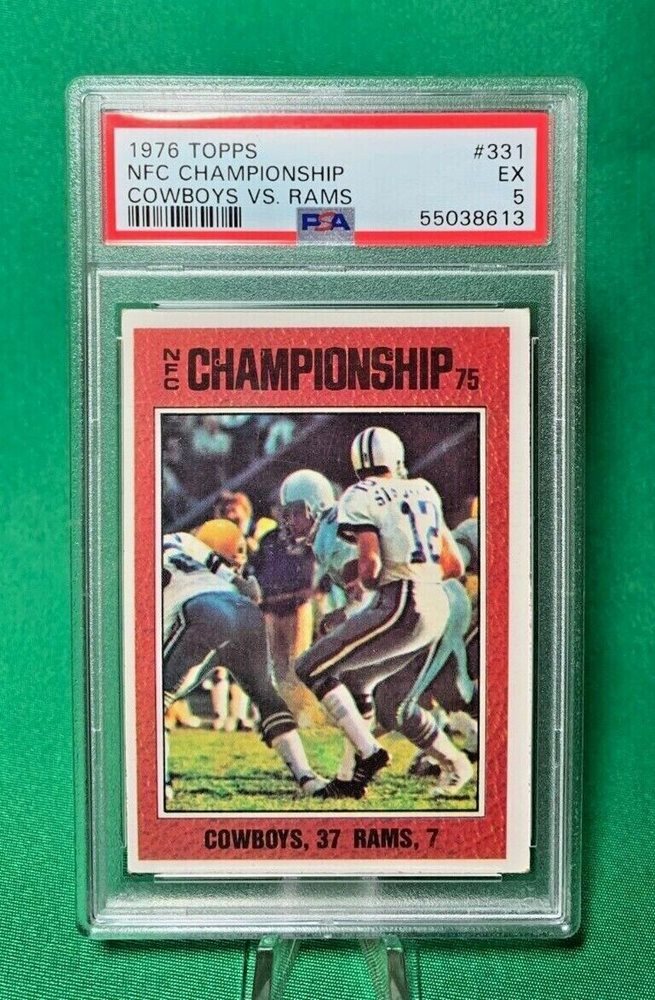 1976 TOPPS #331
NFC CHAMPIONSHIP EX
COWBOYS VS. RAMS 5
PSA 55038613
NFC CHAMPIONSHIP 75
12
COWBOYS, 37 RAMS, 7